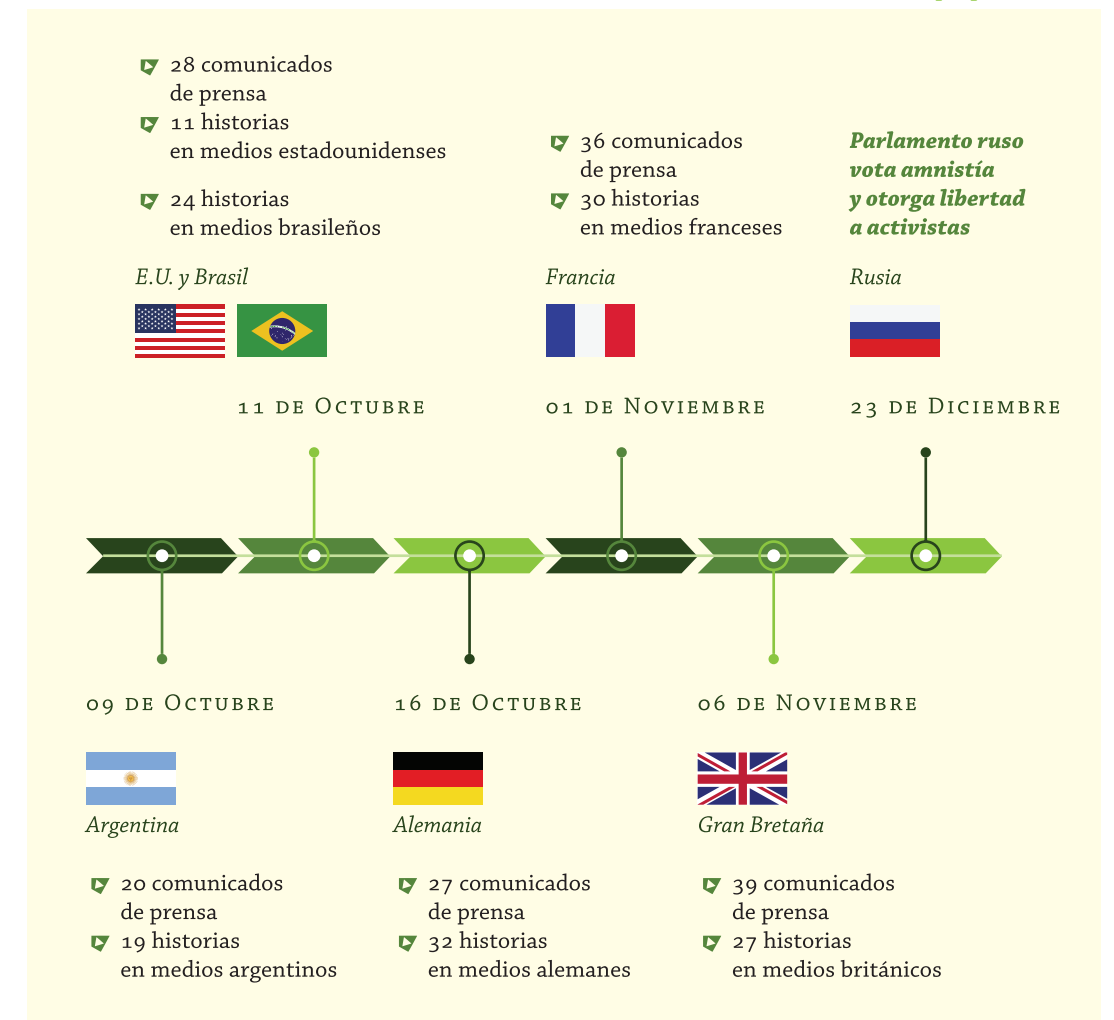 28 comunicados
de prensa
11 historias
en medios estadounidenses
24 historias
en medios brasileños
E.U. y Brasil
11 de Octubre
36 comunicados
de prensa
30 historias
en medios franceses
Francia
01 de Noviembre
Parlamento ruso
vota amnistía
y otorga libertad
a activistas
Rusia
23 de Diciembre
09 de Octubre
Argentina
20 comunicados
de prensa
19 historias
en medios argentinos
16 de Octubre
Alemania
27 comunicados
de prensa
32 historias
en medios alemanes
06 de Noviembre
Gran Bretaña
39 comunicados
de prensa
27 historias
en medios británicos